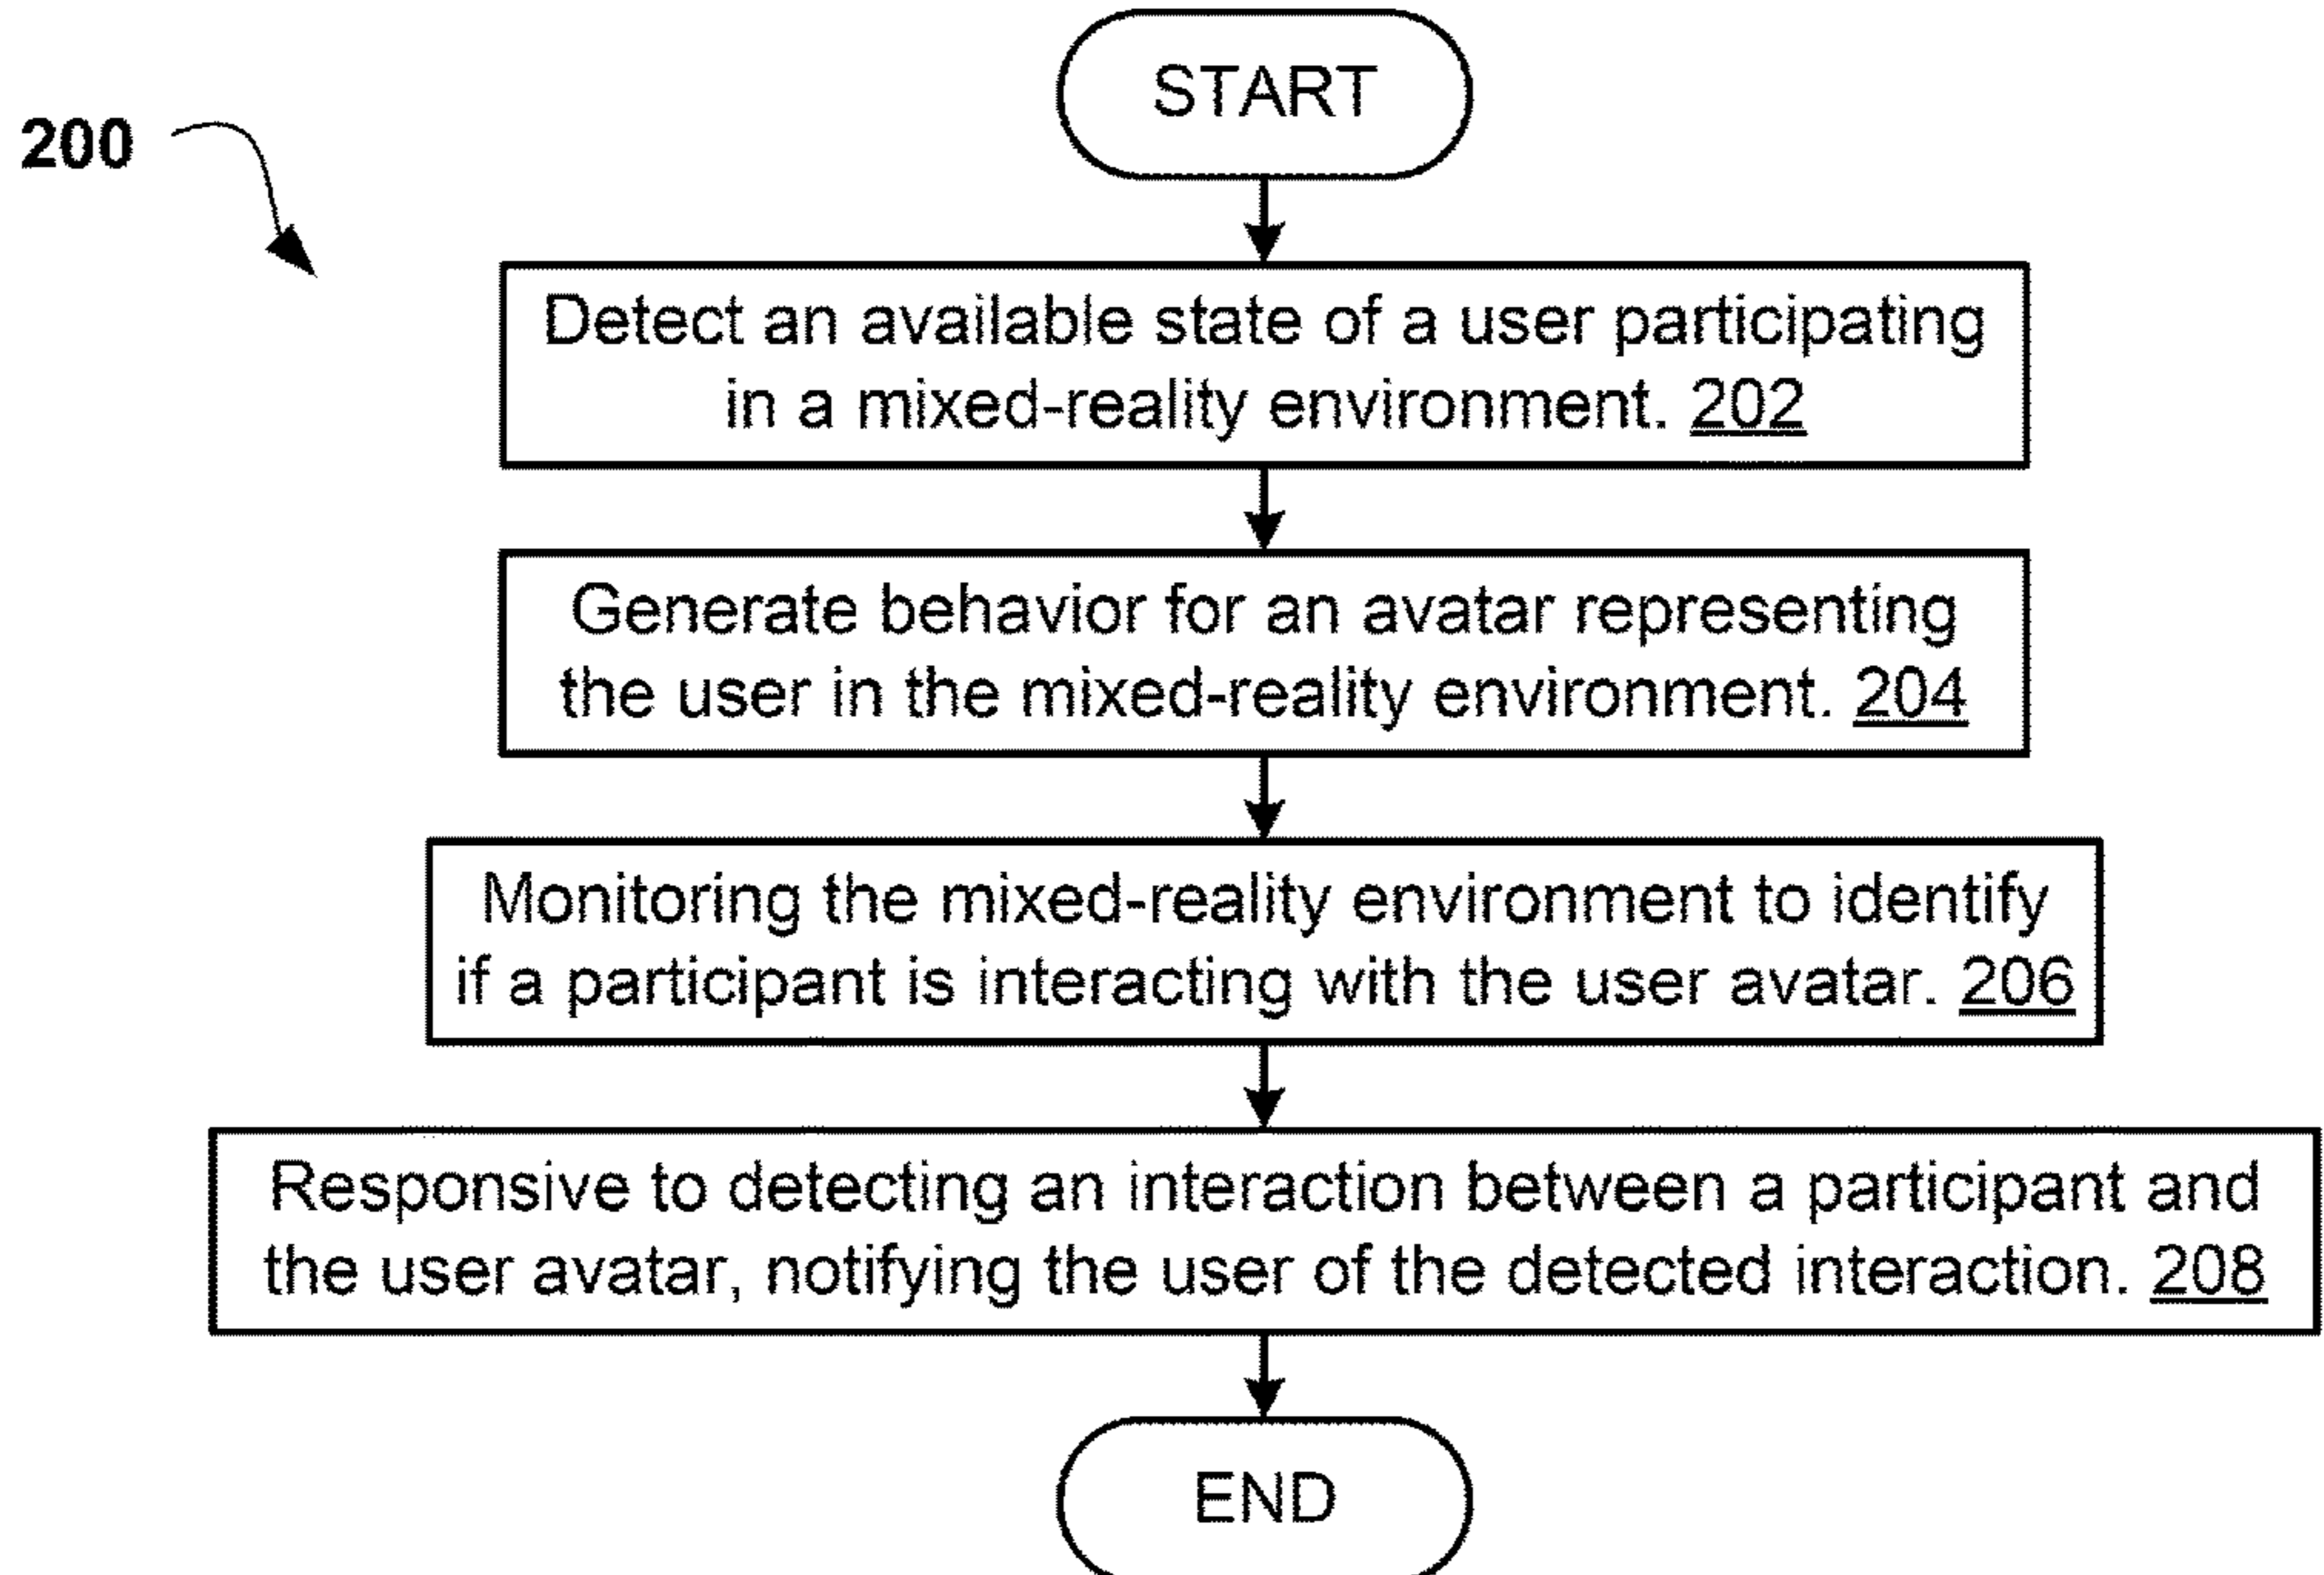 START
200
Detect an available state of a user participating
in a mixed-reality environment. 202
Generate behavior for an avatar representing
the user in the mixed-reality environment. 204
Monitoring the mixed-reality environment to identify
if a participant is interacting with the user avatar. 206
Responsive to detecting an interaction between a participant and
the user avatar, notifying the user of the detected interaction. 208
END